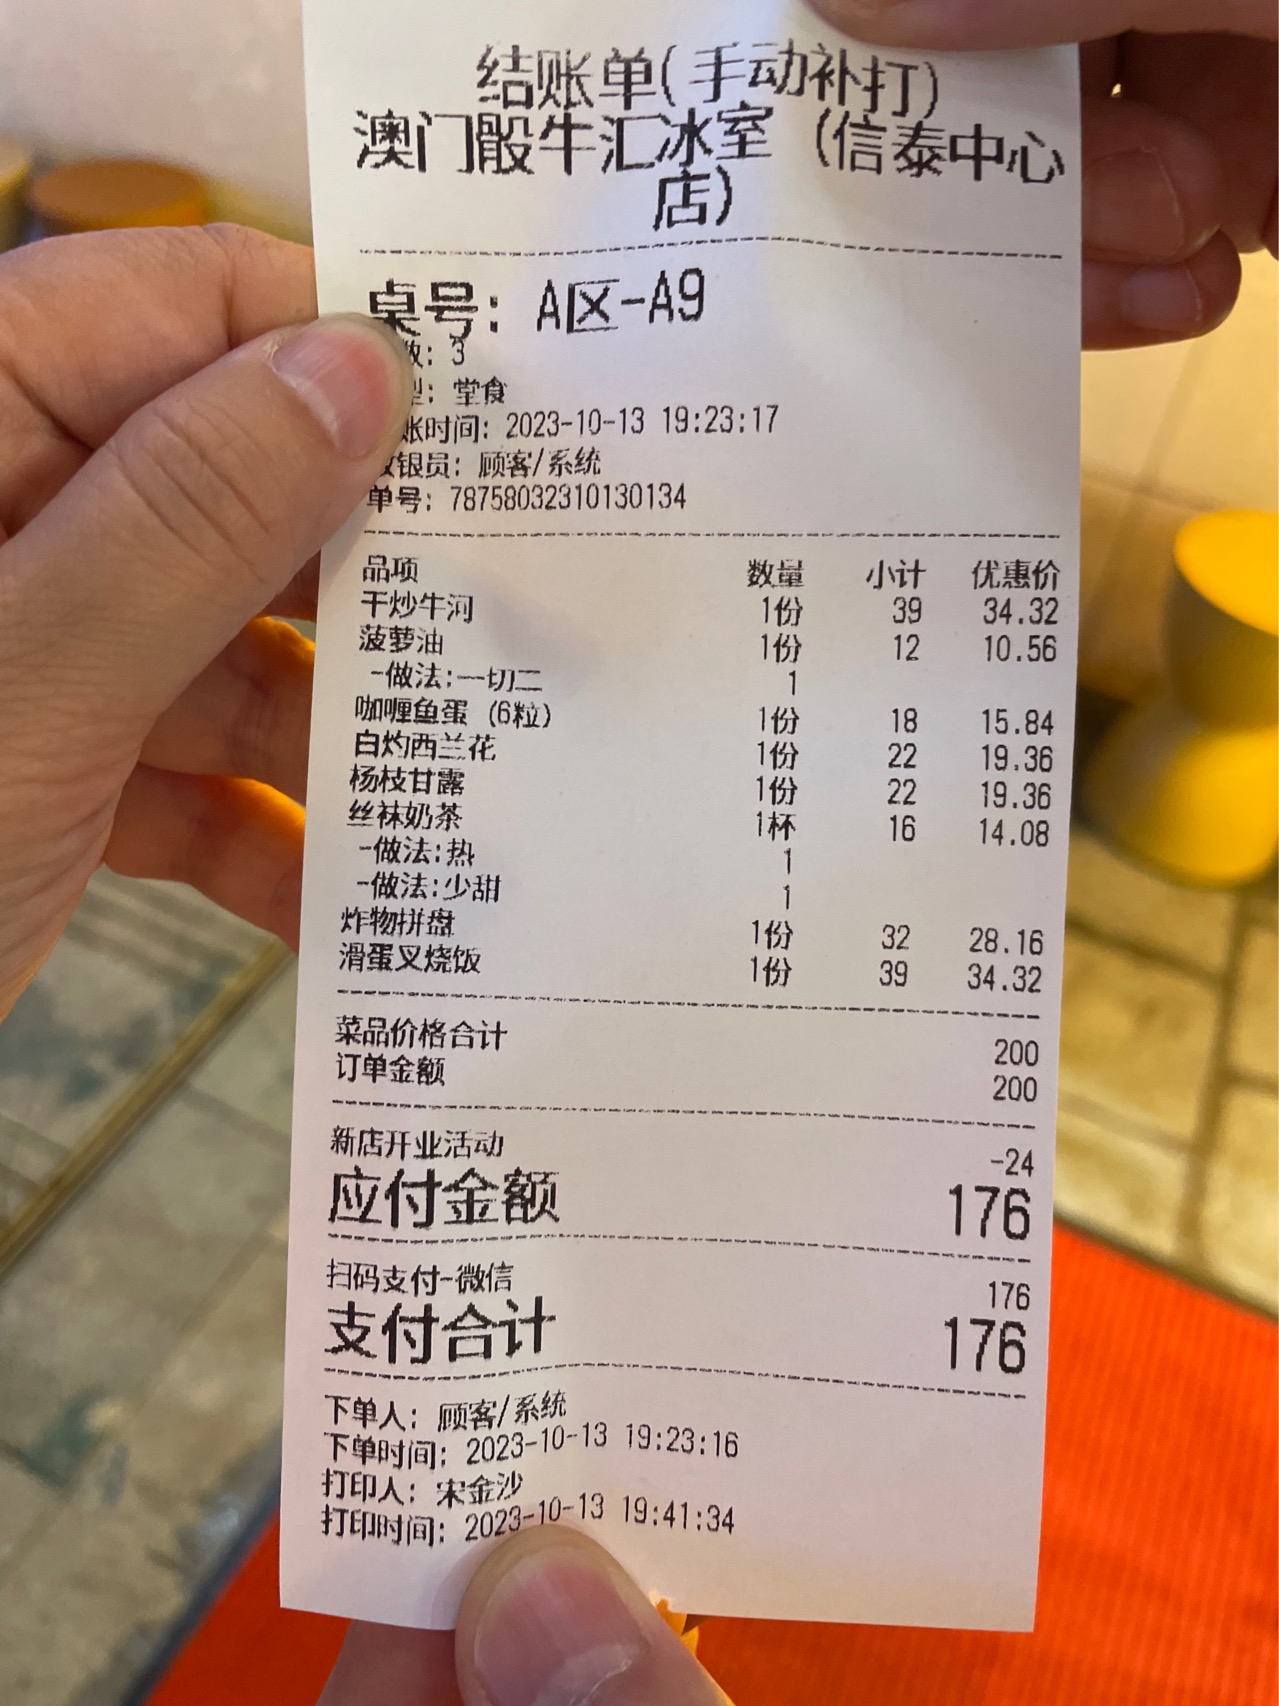 结账单(手动补打)
澳门骰牛汇冰室 (信泰中心
店)
桌号: A区-A9
数: 3
型: 堂食
账时间: 2023-10-13 19:23:17
收银员: 顾客/系统
单号: 78758032310130134
品项 数量 小计 优惠价
干炒牛河 1份 39 34.32
菠萝油 1份 12 10.56
-做法:一切二 1
咖喱鱼蛋 (6粒) 1份 18 15.84
白灼西兰花 1份 22 19.36
杨枝甘露 1份 22 19.36
丝袜奶茶 1杯 16 14.08
-做法:热 1
-做法:少甜 1
炸物拼盘 1份 32 28.16
滑蛋叉烧饭 1份 39 34.32
菜品价格合计 200
订单金额 200
新店开业活动 -24
应付金额 176
扫码支付-微信 176
支付合计 176
下单人: 顾客/系统
下单时间: 2023-10-13 19:23:16
打印人: 宋金沙
打印时间: 2023-10-13 19:41:34